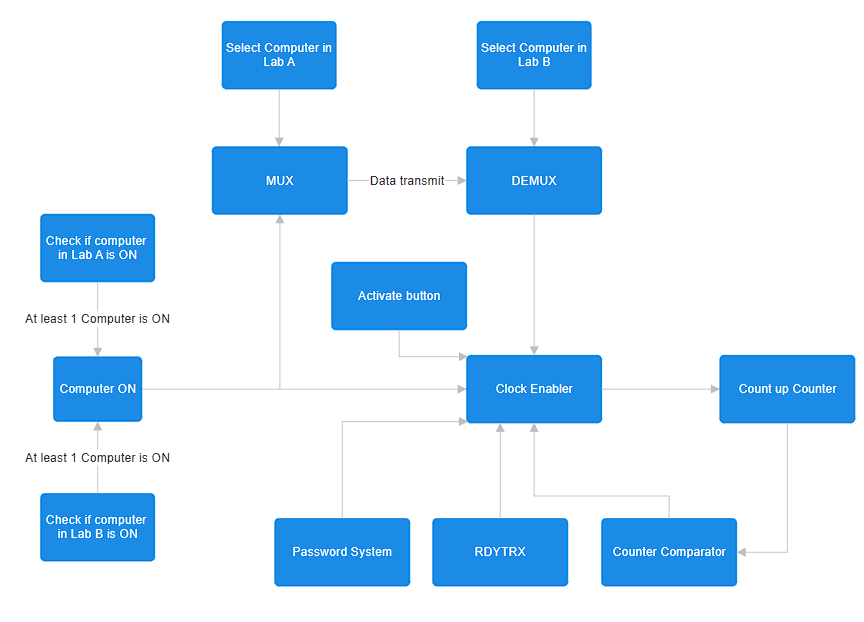 Select Computer in
Lab A
Select Computer in
Lab B
MUX
Data transmit
DEMUX
Check if computer
in Lab A is ON
Activate button
At least 1 Computer is ON
Computer ON
Clock Enabler
Count up Counter
At least 1 Computer is ON
Check if computer
in Lab B is ON
Password System
RDYTRX
Counter Comparator